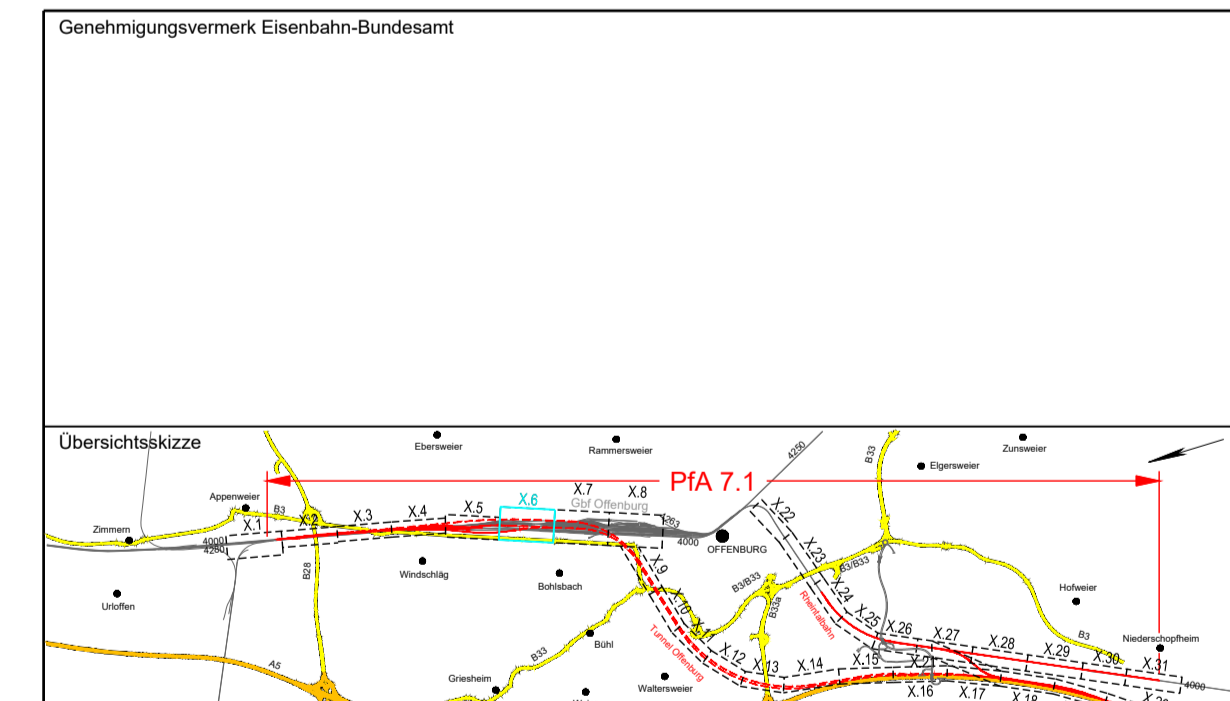 Genehmigungsvermerk Eisenbahn-Bundesamt
Übersichtsskizze
Ebersweier
Rammersweier
4250
B33
Zunsweier
Elgersweier
PfA 7.1
Appenweier
B3
X.1
X.2
X.3
X.4
X.5
X.6
X.7
X.8
Gbf Offenburg
4263
4000
OFFENBURG
Zimmern
4000
4280
B28
Windschläg
Bohlsbach
Urloffen
X.9
X.10
X.11
X.12
X.13
X.14
X.15
X.21
X.16
X.17
X.18
X.22
X.23
X.24
X.25
X.26
X.27
X.28
X.29
X.30
X.31
B3/B33
B3/B33
B33a
Rheintalbahn
Tunnel Offenburg
Hofweier
B3
Niederschopfheim
4000
Bühl
B33
A5
Griesheim
Waltersweier